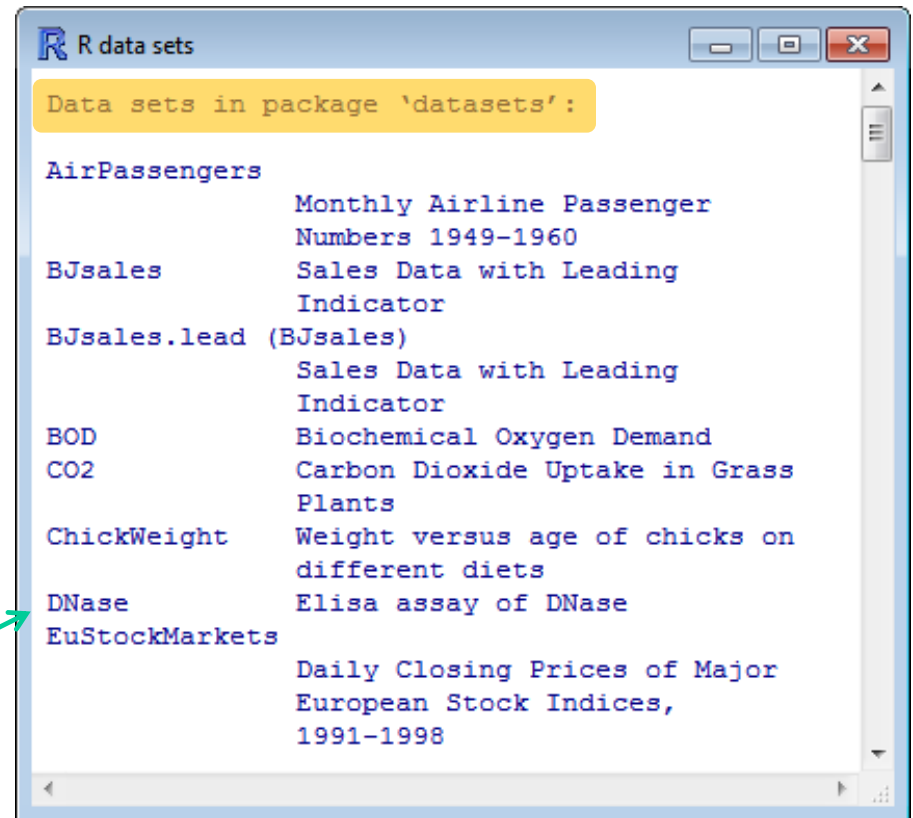 R data sets
Data sets in package ‘datasets’:
AirPassengers
Monthly Airline Passenger
Numbers 1949-1960
BJsales Sales Data with Leading
Indicator
BJsales.lead (BJsales)
Sales Data with Leading
Indicator
BOD Biochemical Oxygen Demand
CO2 Carbon Dioxide Uptake in Grass
Plants
ChickWeight Weight versus age of chicks on
different diets
DNase Elisa assay of DNase
EuStockMarkets
Daily Closing Prices of Major
European Stock Indices,
1991-1998